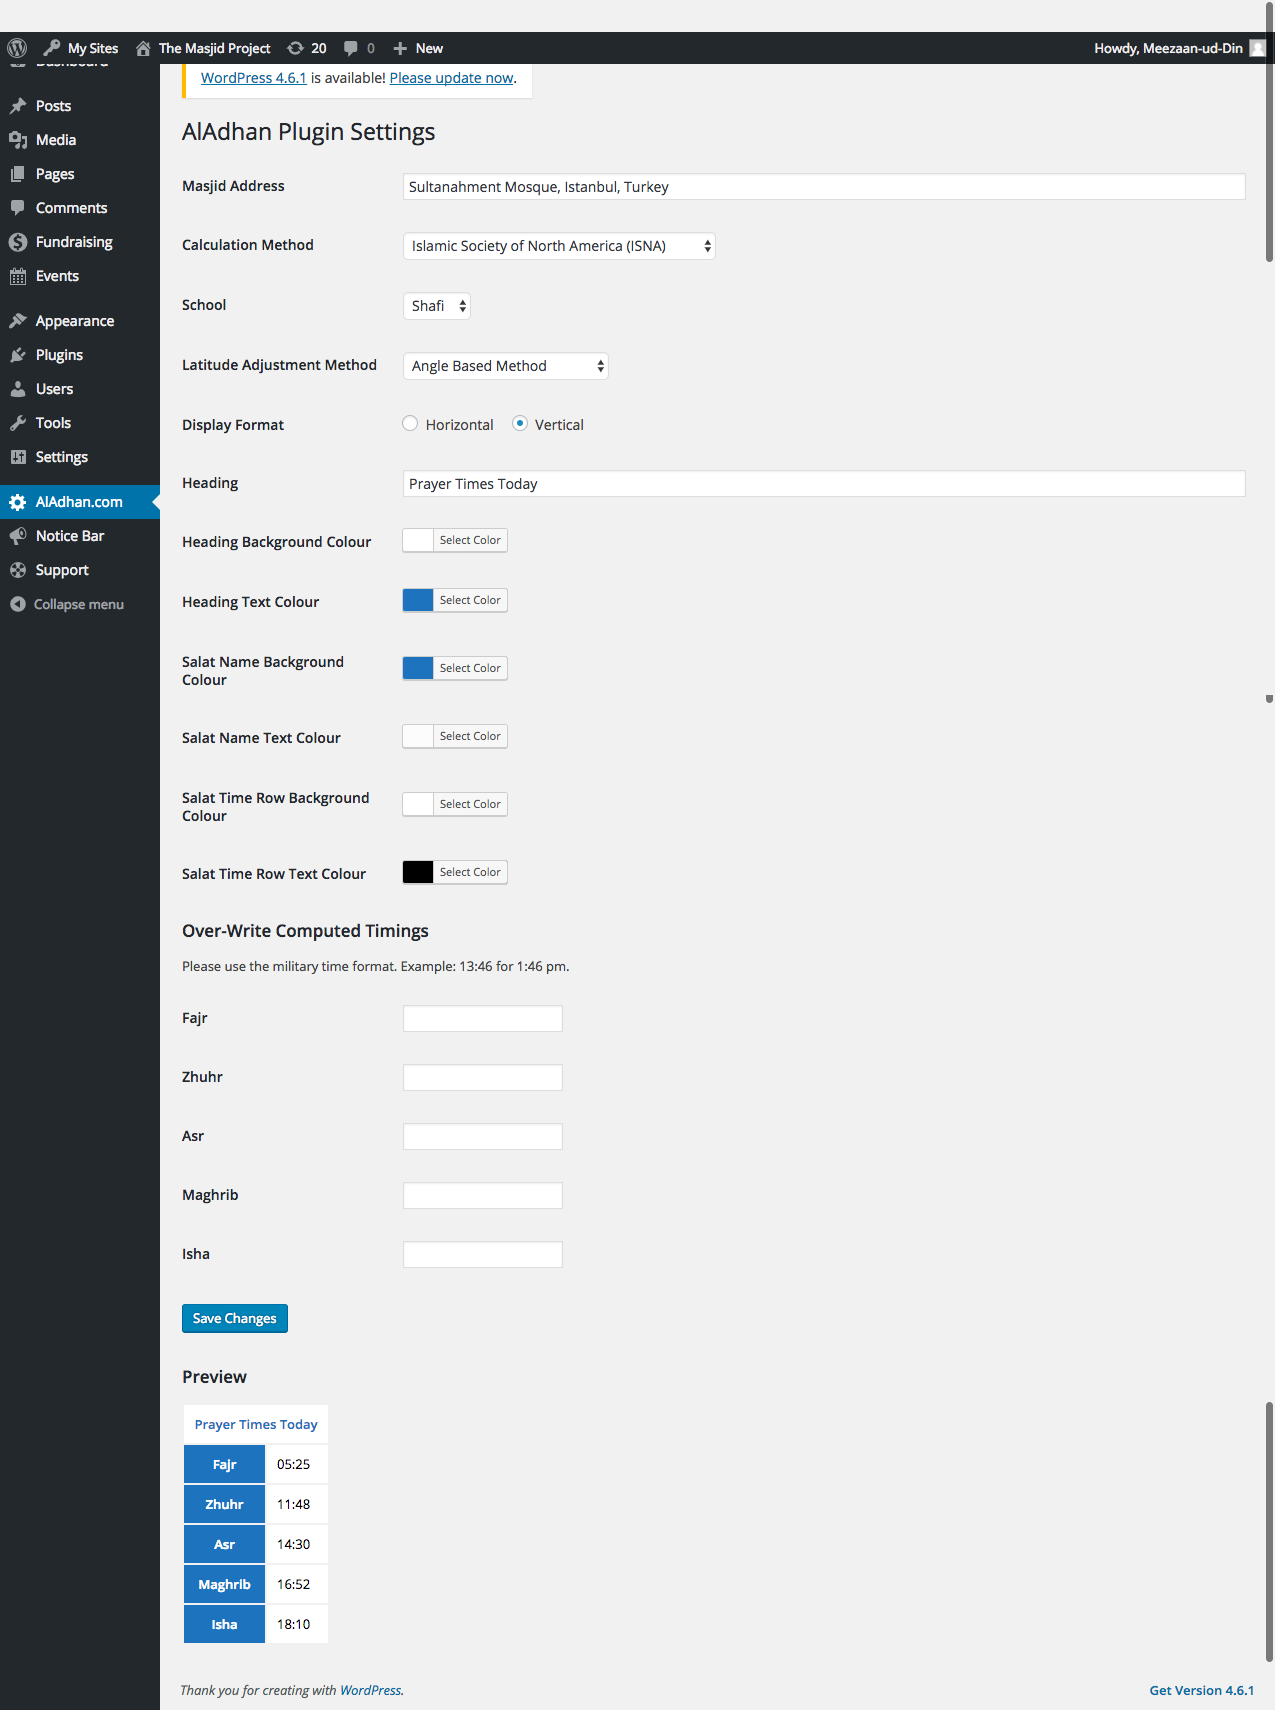 My Sites The Masjid Project 20 0 New Howdy, Meezaan-ud-Din
Dashboard
Posts
Media
Pages
Comments
Fundraising
Events
Appearance
Plugins
Users
Tools
Settings
AlAdhan.com
Notice Bar
Support
Collapse menu
WordPress 4.6.1 is available! Please update now.
AlAdhan Plugin Settings
Masjid Address Sultanahment Mosque, Istanbul, Turkey
Calculation Method Islamic Society of North America (ISNA)
School Shafi
Latitude Adjustment Method Angle Based Method
Display Format Horizontal Vertical
Heading Prayer Times Today
Heading Background Colour Select Color
Heading Text Colour Select Color
Salat Name Background
Colour Select Color
Salat Name Text Colour Select Color
Salat Time Row Background
Colour Select Color
Salat Time Row Text Colour Select Color
Over-Write Computed Timings
Please use the military time format. Example: 13:46 for 1:46 pm.
Fajr
Zhuhr
Asr
Maghrib
Isha
Save Changes
Preview
Prayer Times Today
Fajr 05:25
Zhuhr 11:48
Asr 14:30
Maghrib 16:52
Isha 18:10
Thank you for creating with WordPress. Get Version 4.6.1